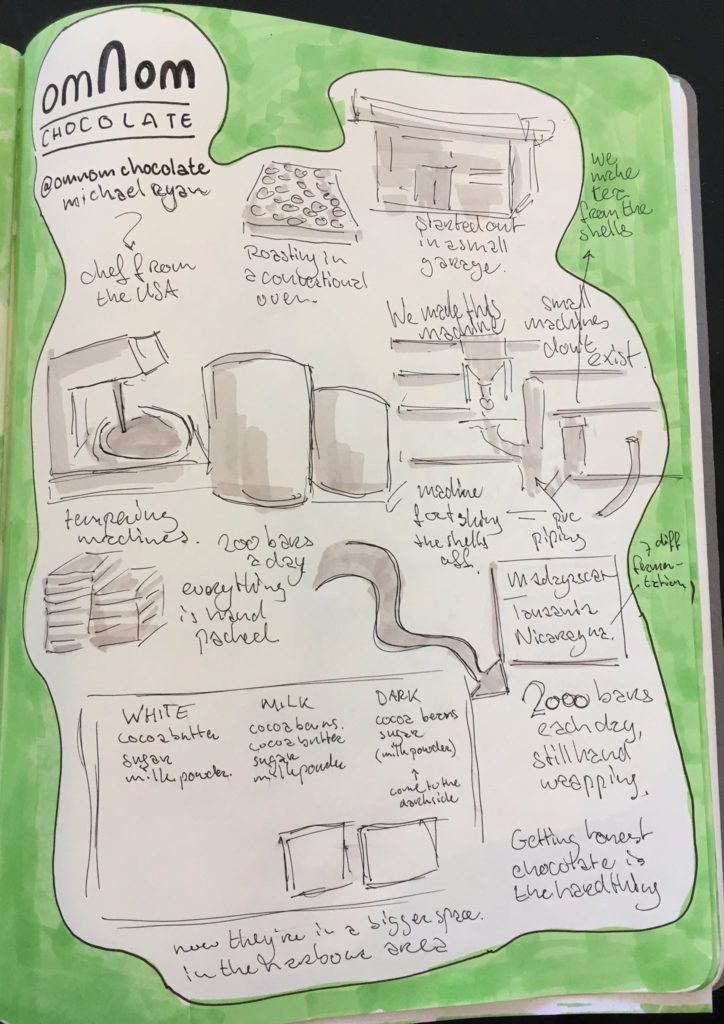 omnom
CHOCOLATE
@omnomchocolate
michael ryan
chef from
the USA
Roasting in
a conventional
oven.
started out
in a small
garage.
we
make
tea
from the
shells
We made this
machine
small
machines
don't
exist.
tempering
machines.
200 bars
a day
everything
is hand
packed
machine
for taking
the shells
off.
pvc
piping
7 diff
fermen-
tation
Madagascar
Tanzania
Nicaragua.
WHITE
cocoa butter
sugar
milk powder.
MILK
cocoa beans.
cocoa butter
sugar
milk powder
DARK
cocoa beans
sugar
(milk powder)
come to the
darkside
2000 bars
each day,
still hand
wrapping.
Getting honest
chocolate is
the hard thing
now they're in a bigger space.
in the harbour area